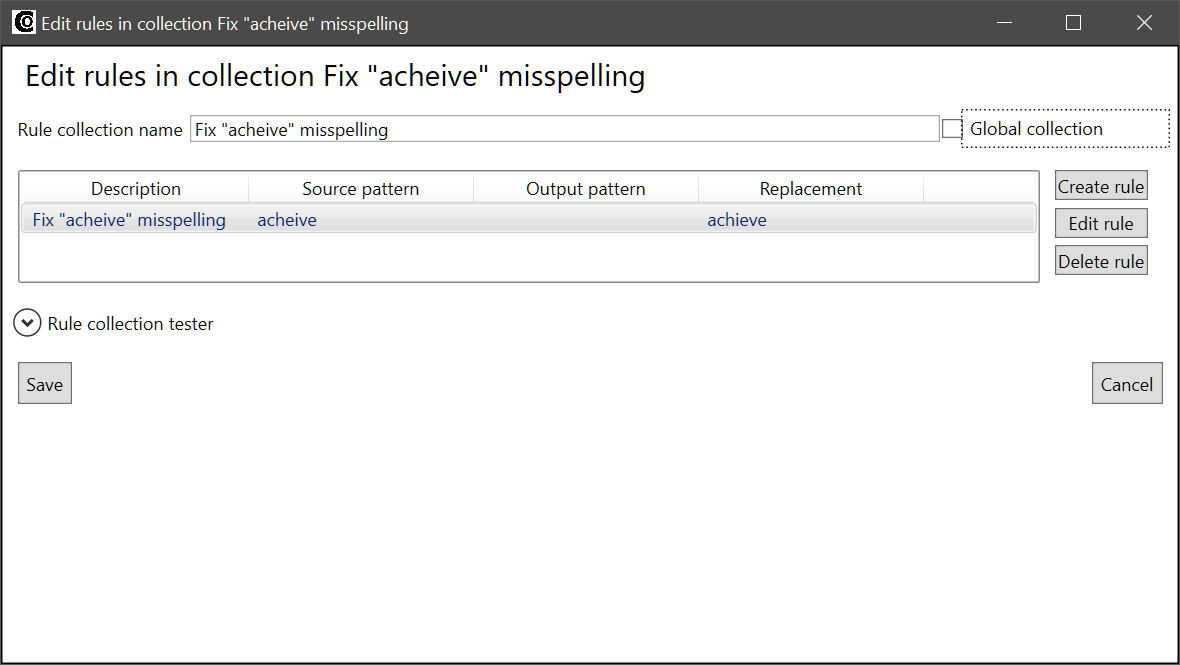 Edit rules in collection Fix "acheive" misspelling
Edit rules in collection Fix "acheive" misspelling
Rule collection name Fix "acheive" misspelling Global collection
Description Source pattern Output pattern Replacement Create rule
Fix "acheive" misspelling acheive achieve Edit rule
Delete rule
Rule collection tester
Save Cancel